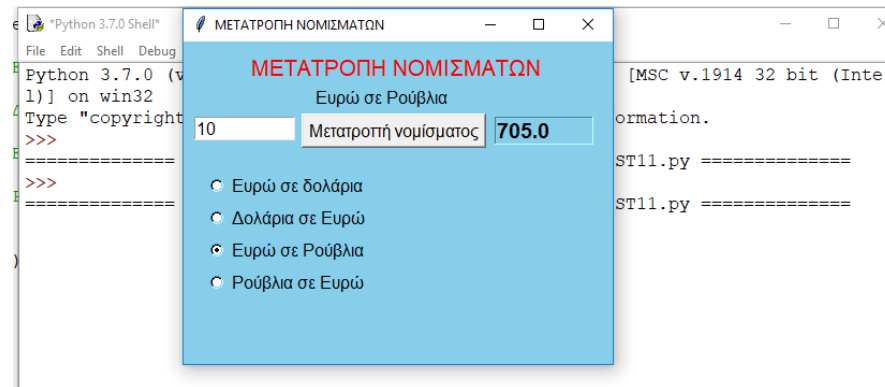 *Python 3.7.0 Shell*
File Edit Shell Debug
Python 3.7.0 (v
[MSC v.1914 32 bit (Inte
l)] on win32
Type "copyright
ormation.
>>>
============== ST11.py ==============
>>>
============== ST11.py ==============
ΜΕΤΑΤΡΟΠΗ ΝΟΜΙΣΜΑΤΩΝ
ΜΕΤΑΤΡΟΠΗ ΝΟΜΙΣΜΑΤΩΝ
Ευρώ σε Ρούβλια
10 Μετατροπή νομίσματος 705.0
Ευρώ σε δολάρια
Δολάρια σε Ευρώ
Ευρώ σε Ρούβλια
Ρούβλια σε Ευρώ